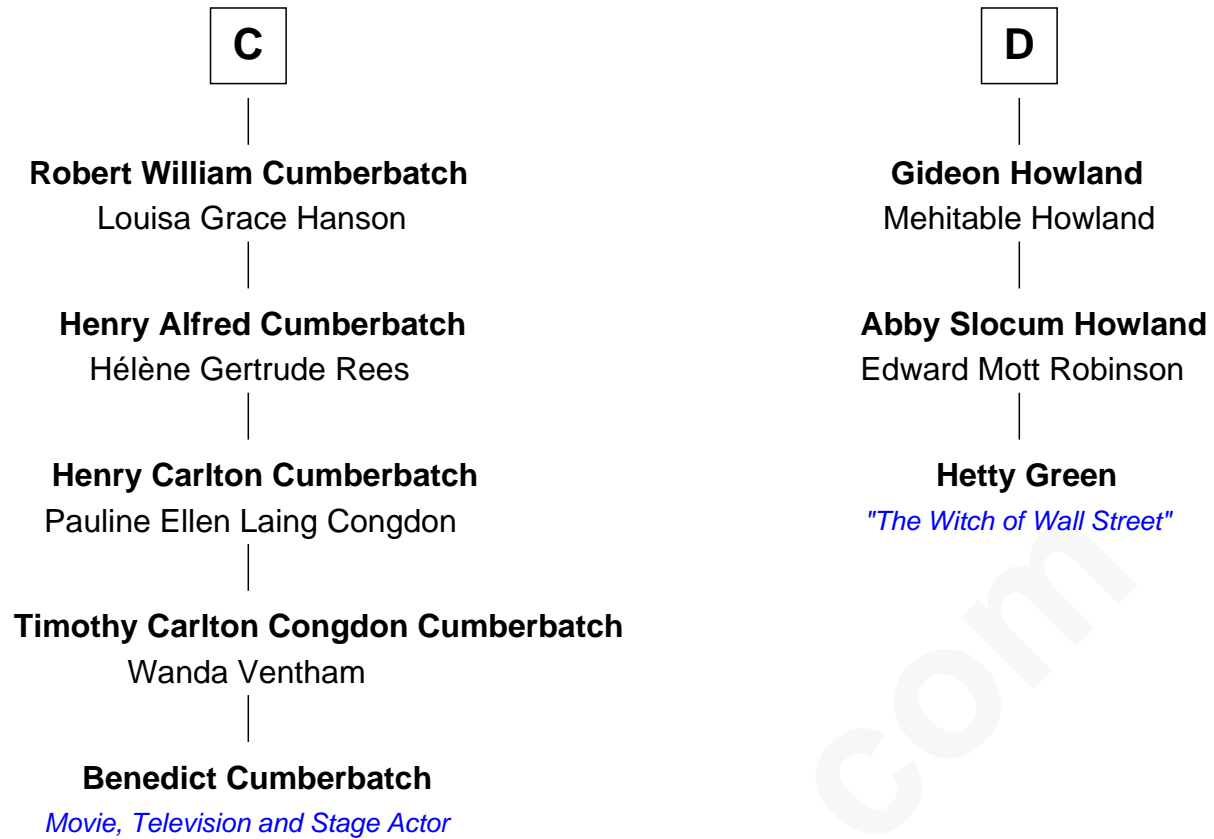 C
Robert William Cumberbatch
Louisa Grace Hanson
Henry Alfred Cumberbatch
Hélène Gertrude Rees
Henry Carlton Cumberbatch
Pauline Ellen Laing Congdon
Timothy Carlton Congdon Cumberbatch
Wanda Ventham
Benedict Cumberbatch
Movie, Television and Stage Actor
D
Gideon Howland
Mehitable Howland
Abby Slocum Howland
Edward Mott Robinson
Hetty Green
"The Witch of Wall Street"
com